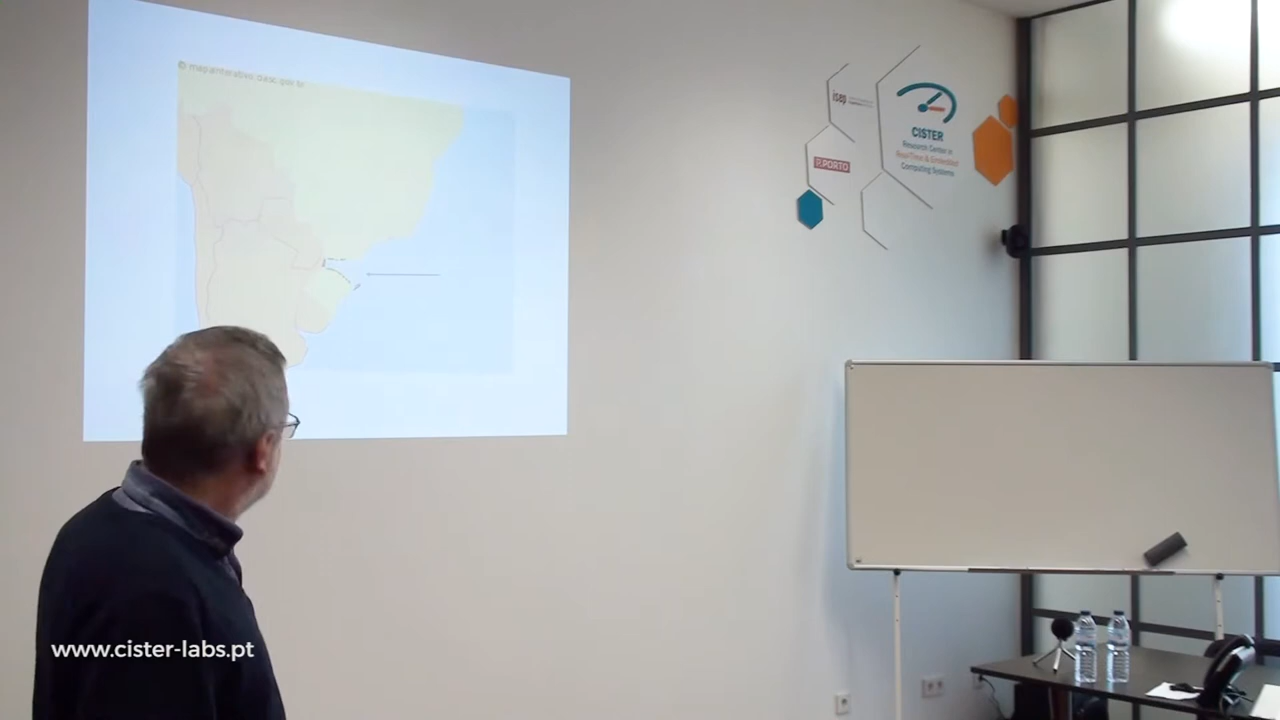 isep
P.PORTO
CISTER
Research Center in
Real-Time & Embedded
Computing Systems
www.cister-labs.pt